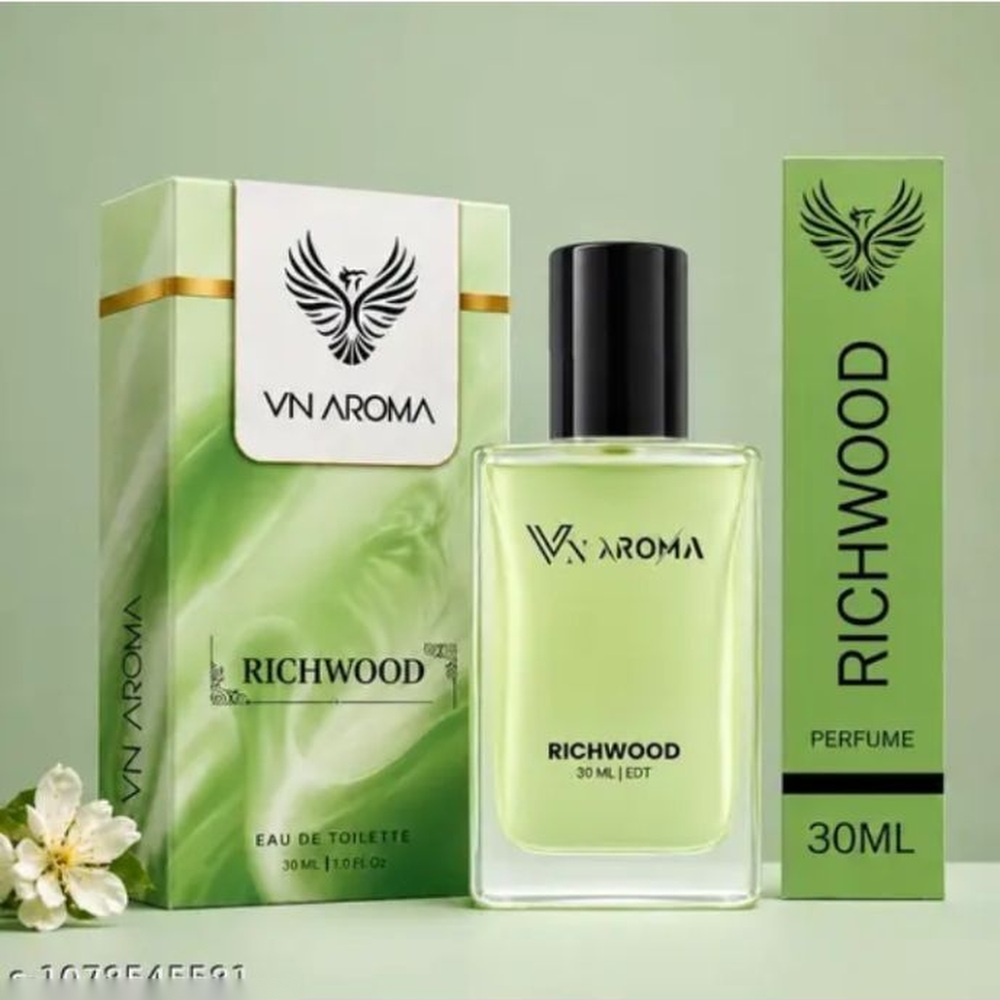 VN AROMA
VN AROMA
RICHWOOD
EAU DE TOILETTE
30 ML | 1.0 FL Oz
VN AROMA
RICHWOOD
30 ML | EDT
RICHWOOD
PERFUME
30ML